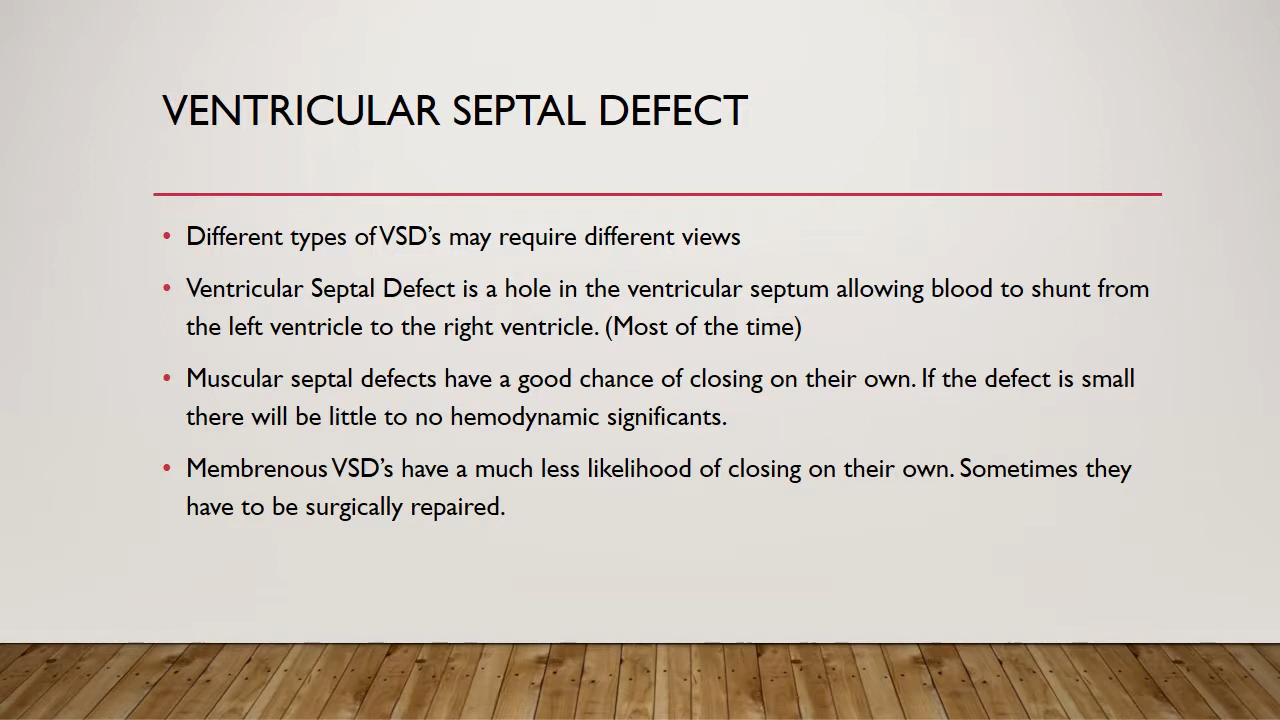 VENTRICULAR SEPTAL DEFECT
• Different types of VSD’s may require different views
• Ventricular Septal Defect is a hole in the ventricular septum allowing blood to shunt from
the left ventricle to the right ventricle. (Most of the time)
• Muscular septal defects have a good chance of closing on their own. If the defect is small
there will be little to no hemodynamic significants.
• Membrenous VSD’s have a much less likelihood of closing on their own. Sometimes they
have to be surgically repaired.